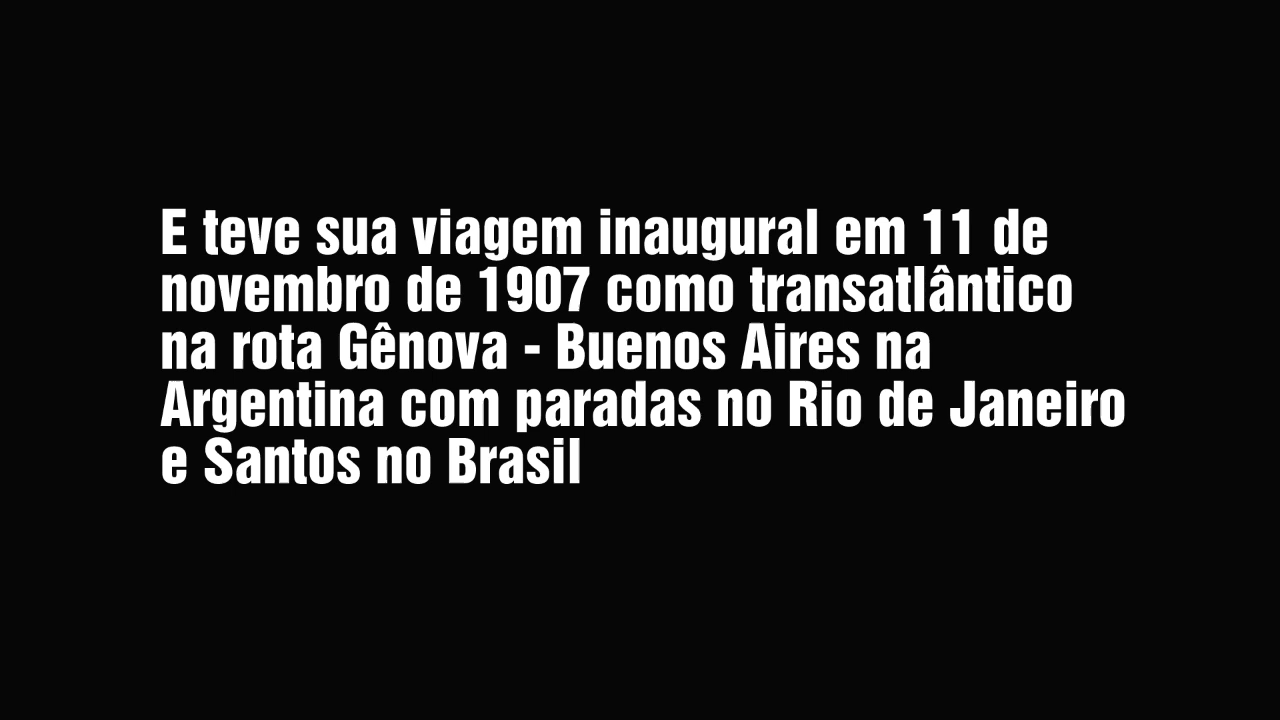 E teve sua viagem inaugural em 11 de
novembro de 1907 como transatlântico
na rota Gênova - Buenos Aires na
Argentina com paradas no Rio de Janeiro
e Santos no Brasil